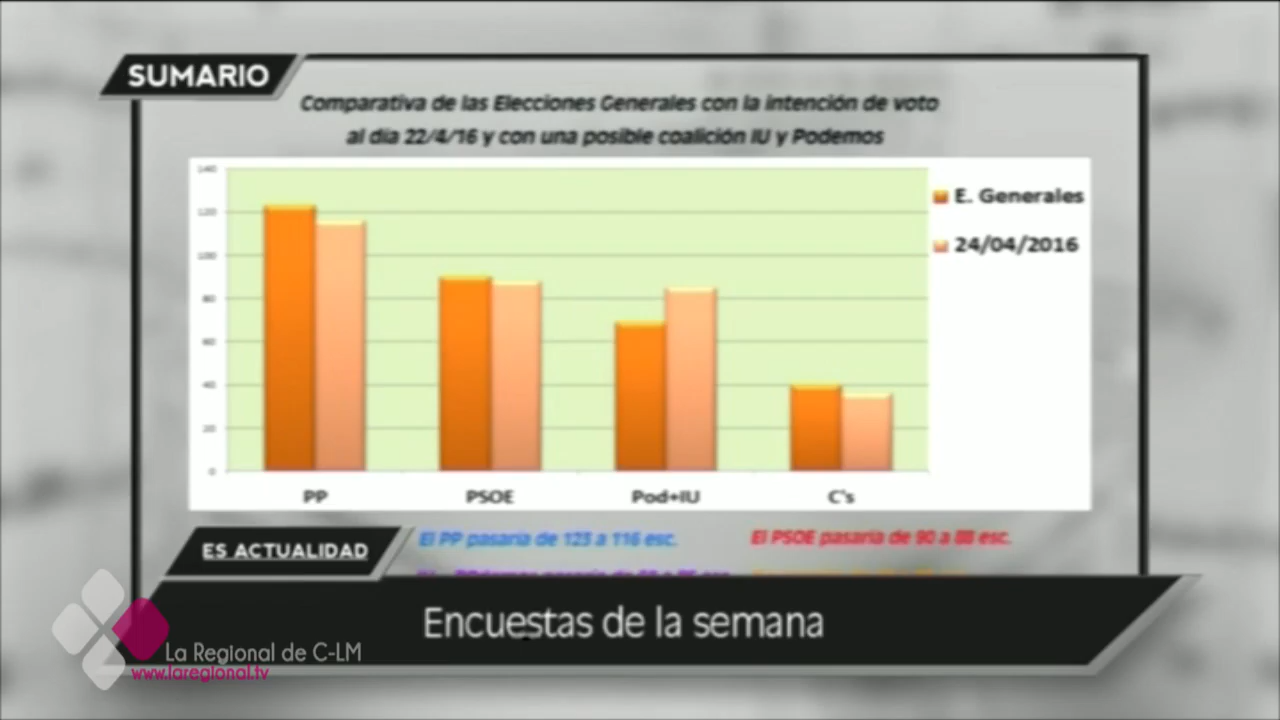 SUMARIO
Comparativa de las Elecciones Generales con la intención de voto
al día 22/4/16 y con una posible coalición IU y Podemos
140
120
100
80
60
40
20
0
E. Generales
24/04/2016
PP PSOE Pod+IU C's
El PP pasaría de 123 a 116 esc.
El PSOE pasaría de 90 a 88 esc.
ES ACTUALIDAD
Encuestas de la semana
La Regional de C-LM
www.laregional.tv